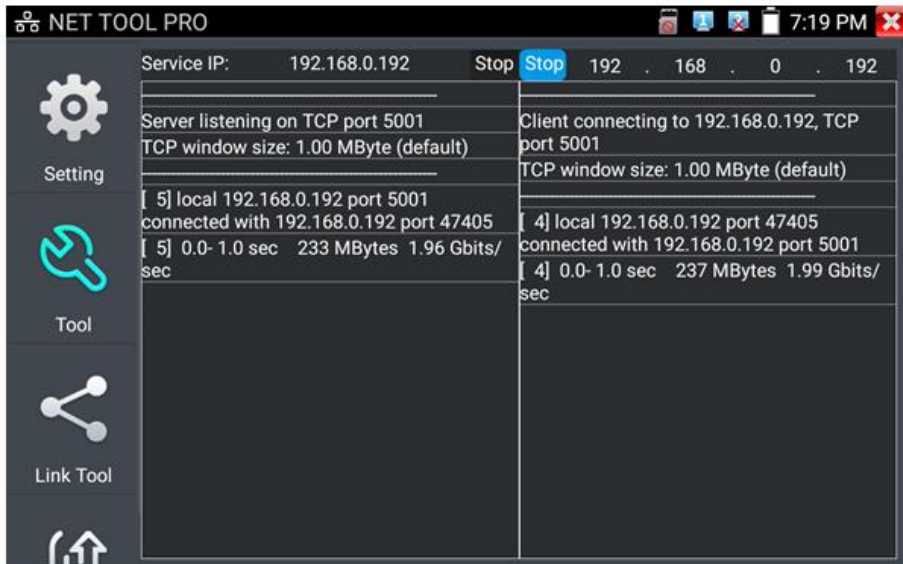 NET TOOL PRO
1
7:19 PM
Setting
Tool
Link Tool
Service IP: 192.168.0.192 Stop
Server listening on TCP port 5001
TCP window size: 1.00 MByte (default)
[ 5] local 192.168.0.192 port 5001
connected with 192.168.0.192 port 47405
[ 5] 0.0- 1.0 sec 233 MBytes 1.96 Gbits/
sec
Stop 192 . 168 . 0 . 192
Client connecting to 192.168.0.192, TCP
port 5001
TCP window size: 1.00 MByte (default)
[ 4] local 192.168.0.192 port 47405
connected with 192.168.0.192 port 5001
[ 4] 0.0- 1.0 sec 237 MBytes 1.99 Gbits/
sec